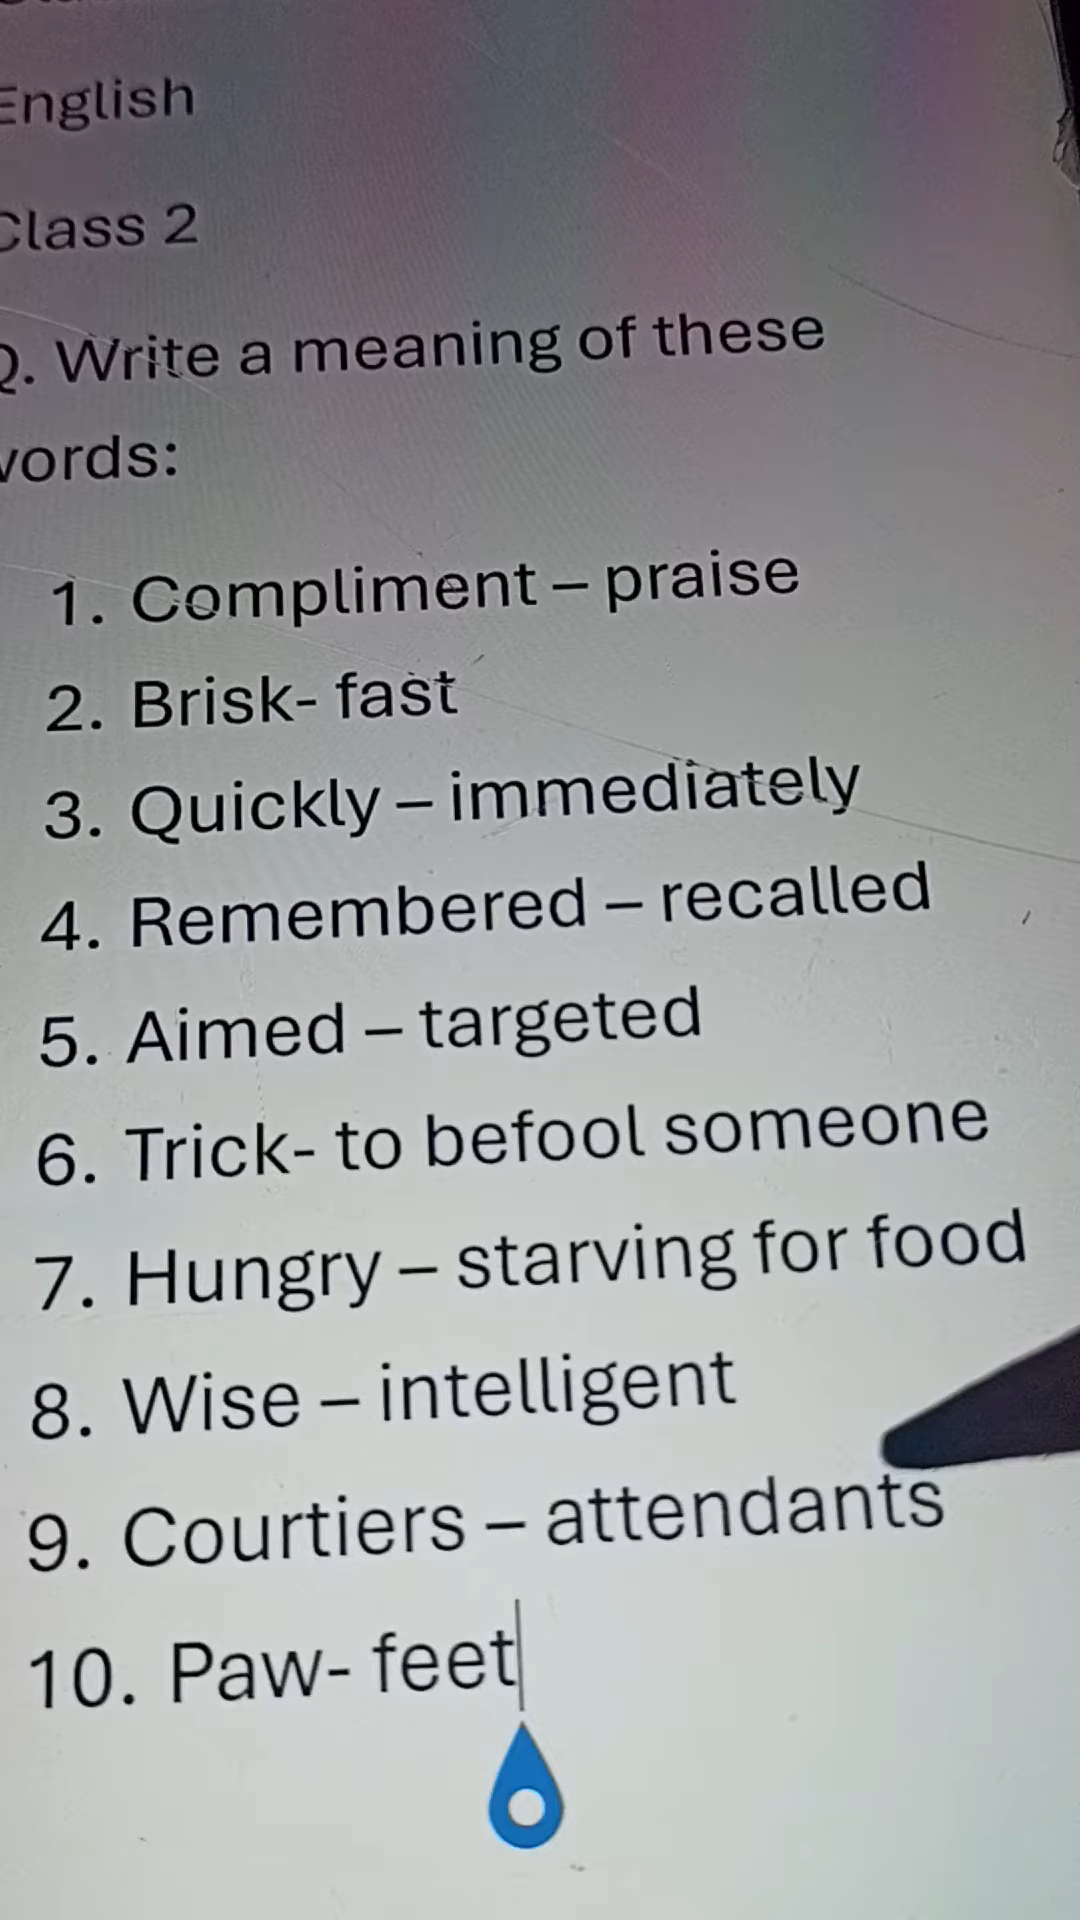 English
Class 2
Q. Write a meaning of these
words:
1. Compliment – praise
2. Brisk- fast
3. Quickly – immediately
4. Remembered – recalled
5. Aimed – targeted
6. Trick- to befool someone
7. Hungry – starving for food
8. Wise – intelligent
9. Courtiers – attendants
10. Paw- feet